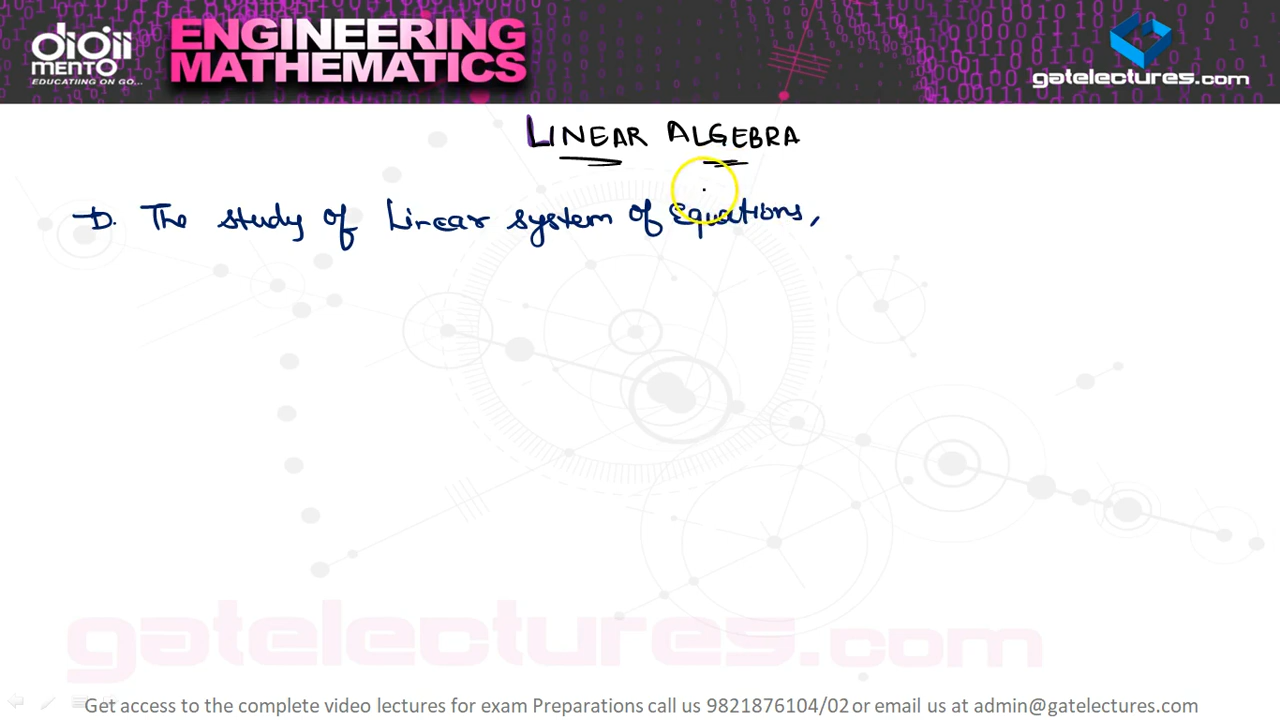 digii
MENTO
EDUCATIING ON GO...
ENGINEERING
MATHEMATICS
gatelectures.com
LINEAR ALGEBRA
D. The study of Linear system of Equations,
gatelectures.com
Get access to the complete video lectures for exam Preparations call us 9821876104/02 or email us at admin@gatelectures.com